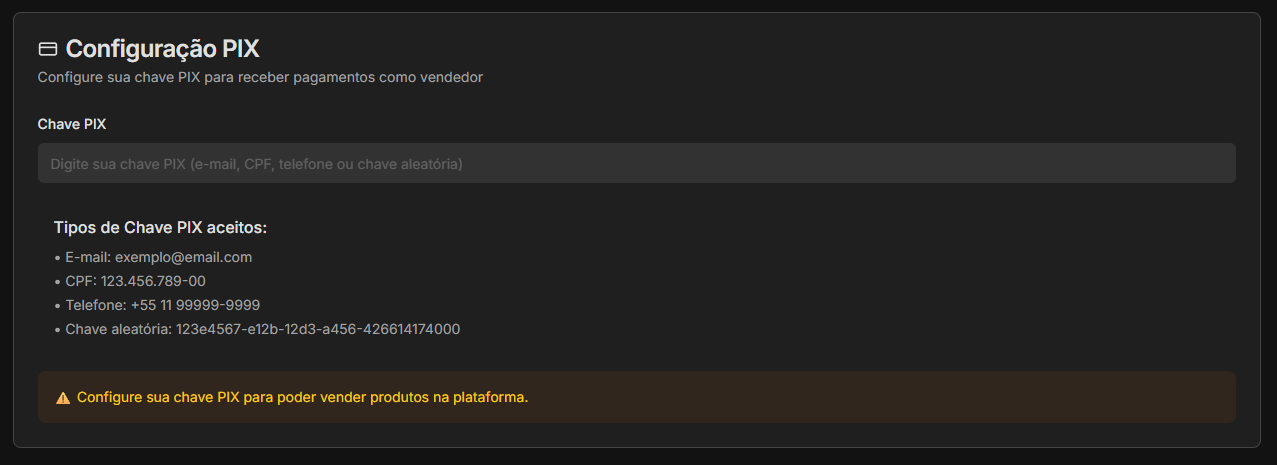 Configuração PIX
Configure sua chave PIX para receber pagamentos como vendedor
Chave PIX
Digite sua chave PIX (e-mail, CPF, telefone ou chave aleatória)
Tipos de Chave PIX aceitos:
• E-mail: exemplo@email.com
• CPF: 123.456.789-00
• Telefone: +55 11 99999-9999
• Chave aleatória: 123e4567-e12b-12d3-a456-426614174000
⚠ Configure sua chave PIX para poder vender produtos na plataforma.